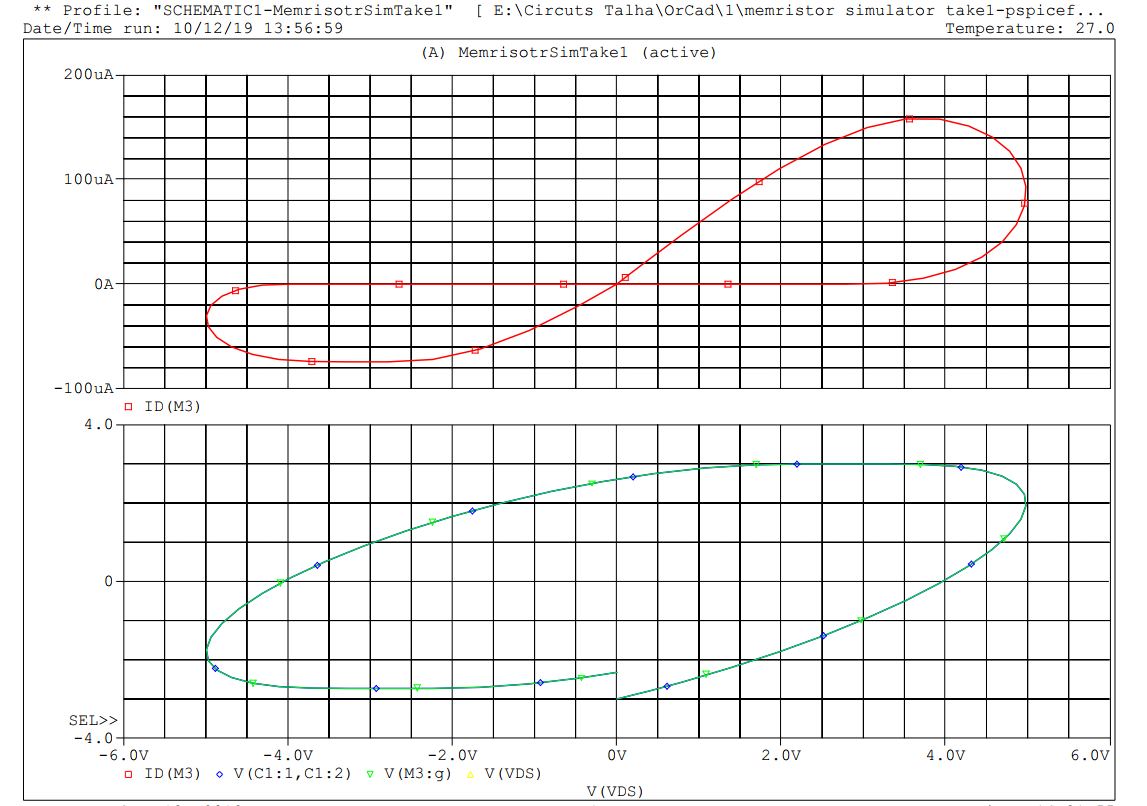 ** Profile: "SCHEMATIC1-MemrisotrSimTake1" [ E:\Circuts Talha\OrCad\1\memristor simulator take1-pspicef...
Date/Time run: 10/12/19 13:56:59 Temperature: 27.0
(A) MemrisotrSimTake1 (active)
200uA
100uA
0A
-100uA
ID(M3)
4.0
0
SEL>>
-4.0
-6.0V -4.0V -2.0V 0V 2.0V 4.0V 6.0V
ID(M3) V(C1:1,C1:2) V(M3:g) V(VDS)
V(VDS)